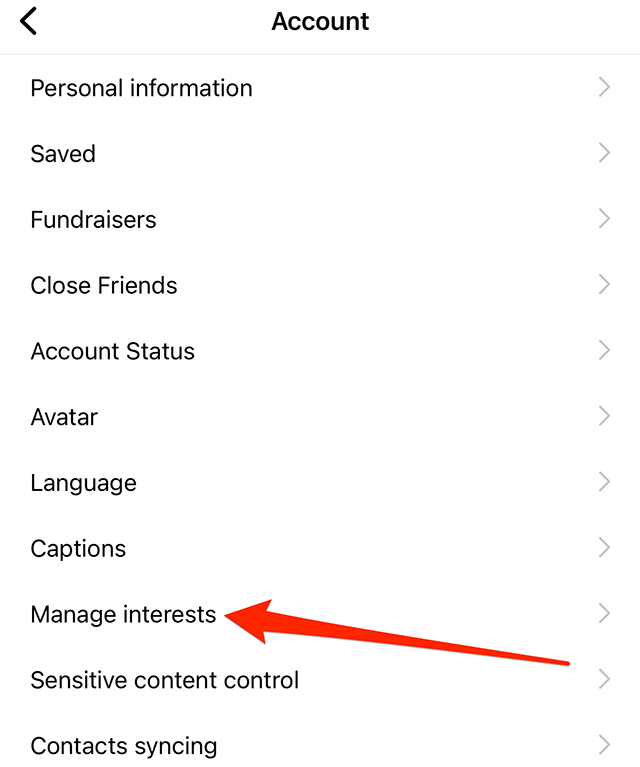 Account
Personal information
Saved
Fundraisers
Close Friends
Account Status
Avatar
Language
Captions
Manage interests
Sensitive content control
Contacts syncing